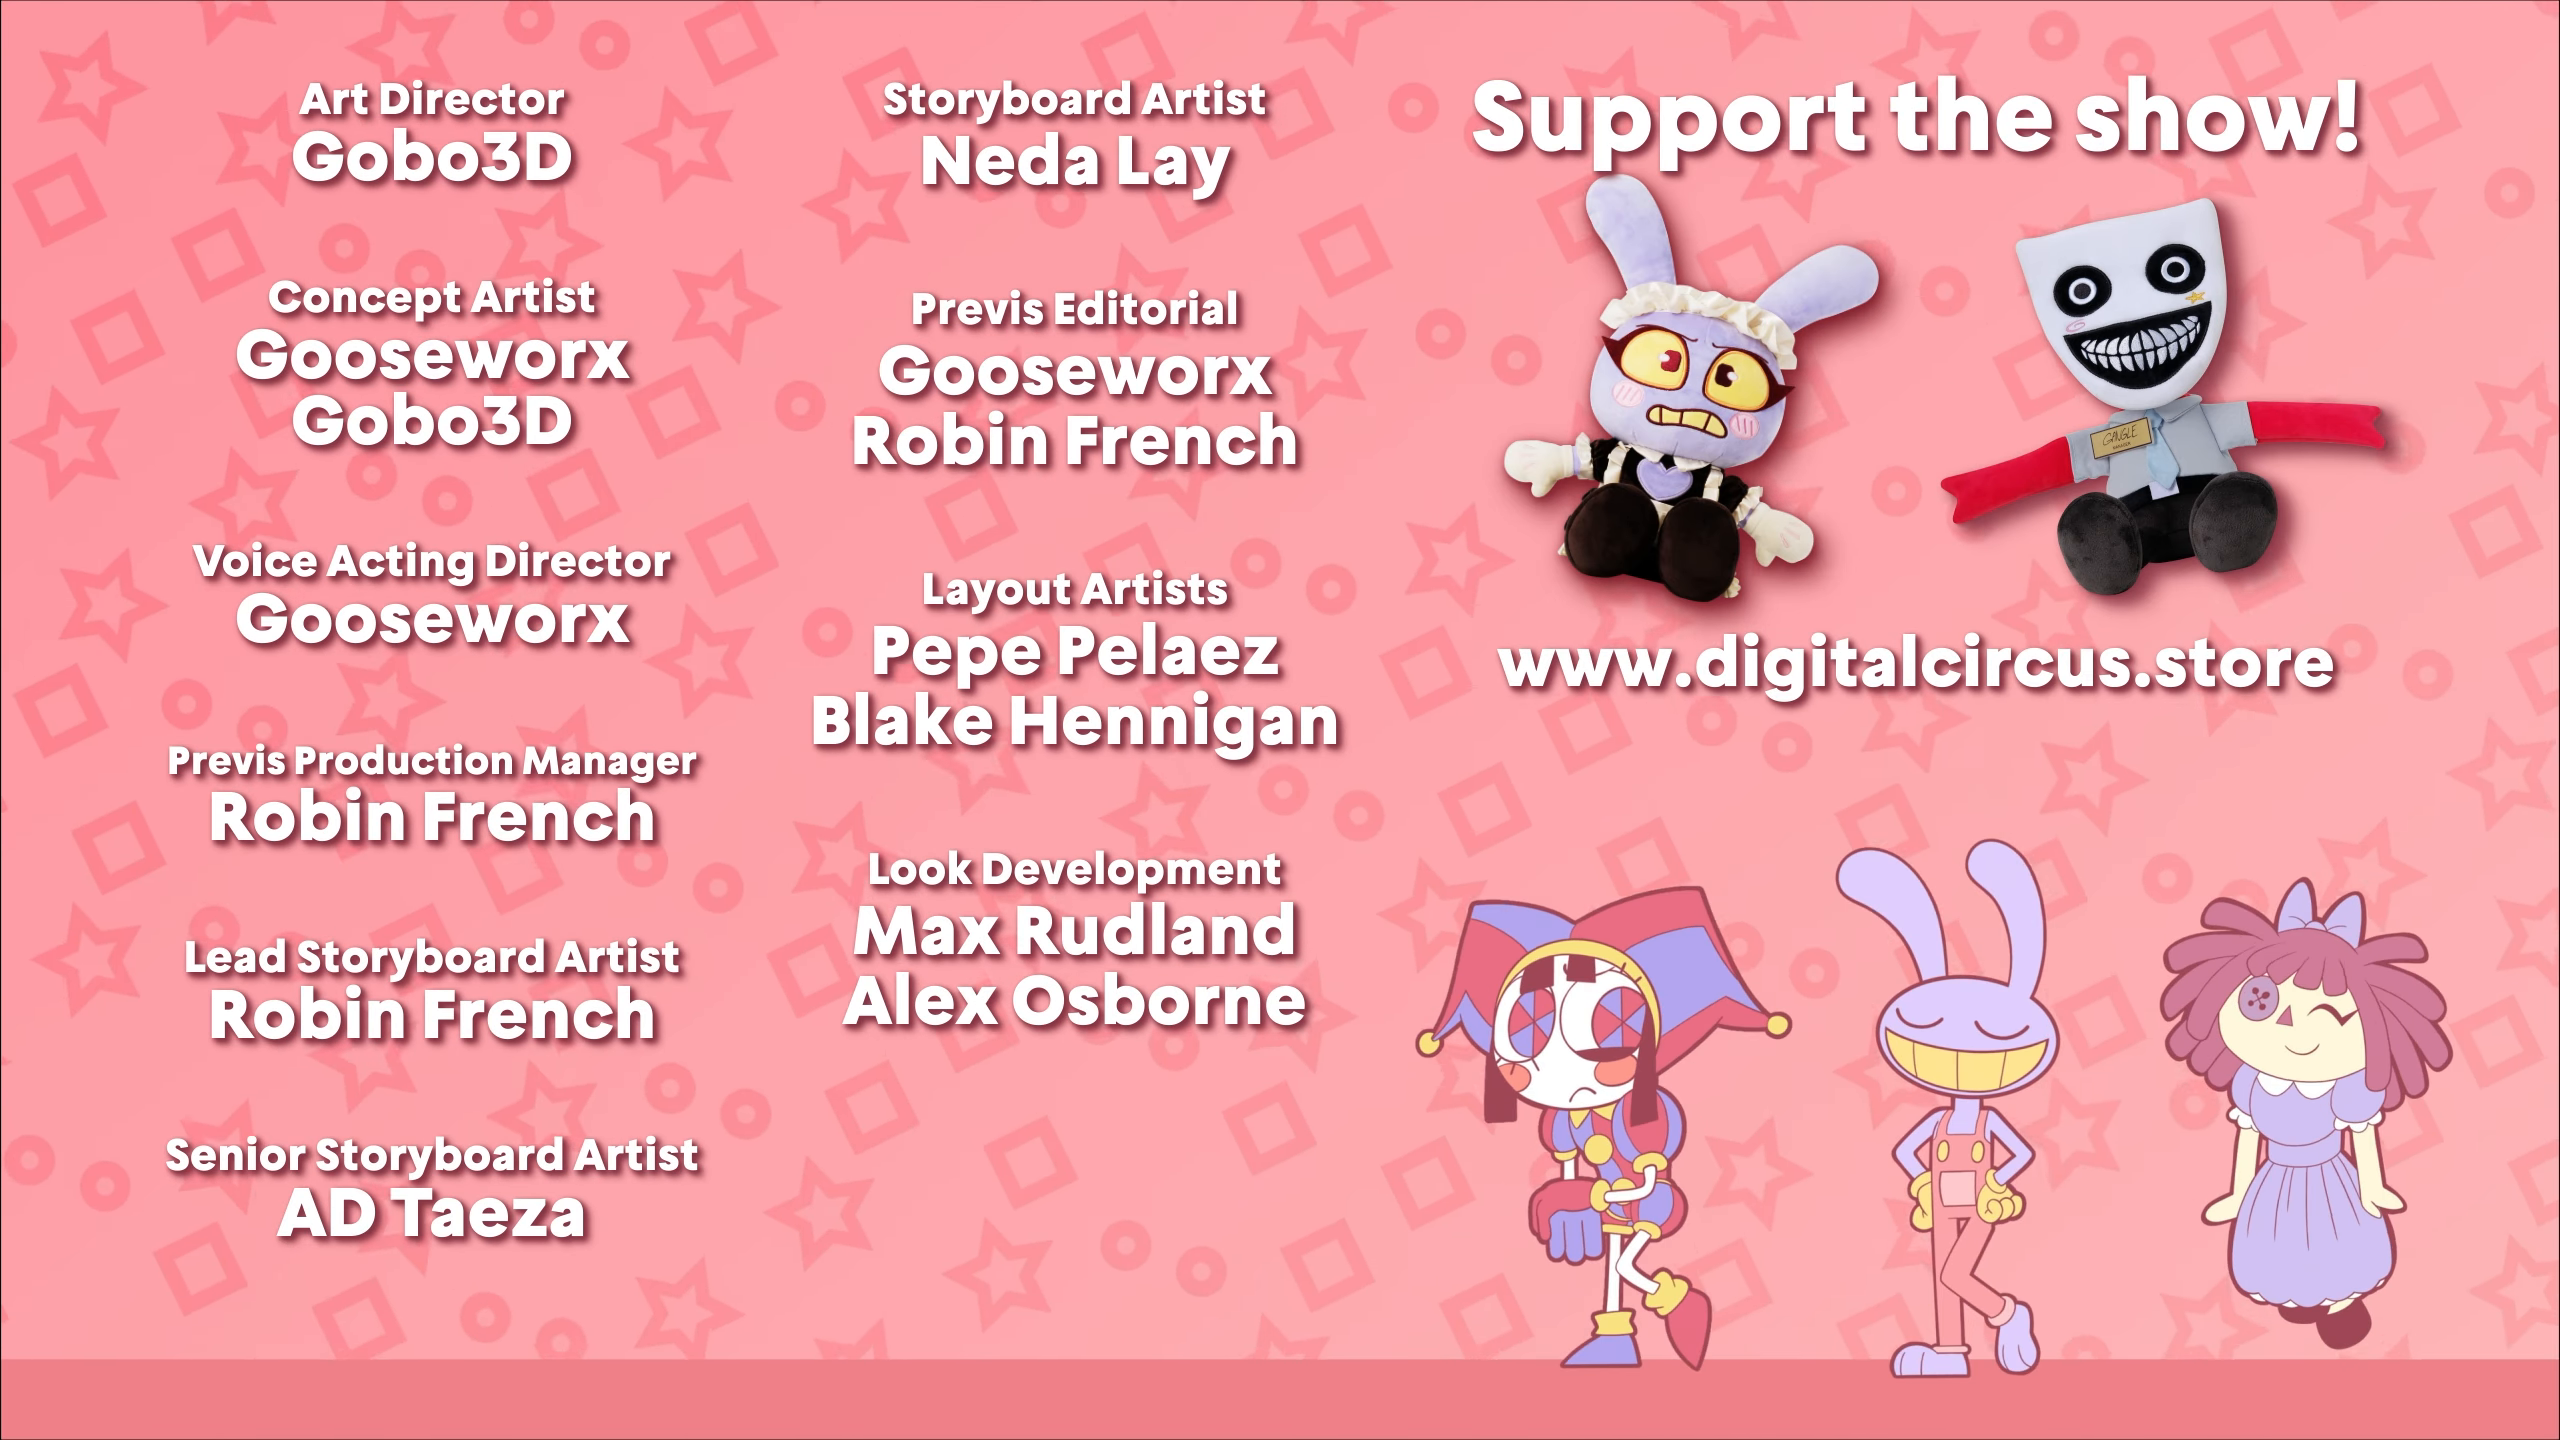 Art Director
Gobo3D
Concept Artist
Gooseworx
Gobo3D
Voice Acting Director
Gooseworx
Previs Production Manager
Robin French
Lead Storyboard Artist
Robin French
Senior Storyboard Artist
AD Taeza
Storyboard Artist
Neda Lay
Previs Editorial
Gooseworx
Robin French
Layout Artists
Pepe Pelaez
Blake Hennigan
Look Development
Max Rudland
Alex Osborne
Support the show!
GANGLE
MANAGER
www.digitalcircus.store